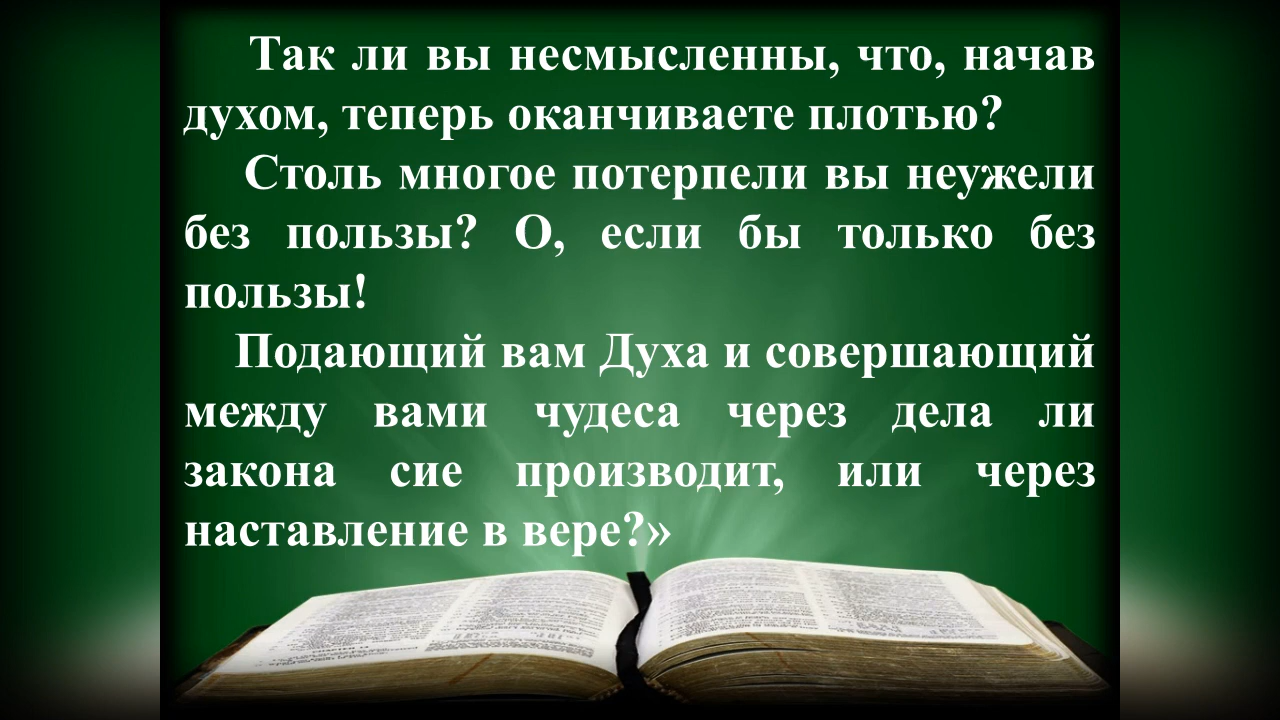 Так ли вы несмысленны, что, начав
духом, теперь оканчиваете плотью?
Столь многое потерпели вы неужели
без пользы? О, если бы только без
пользы!
Подающий вам Духа и совершающий
между вами чудеса через дела ли
закона сие производит, или через
наставление в вере?»